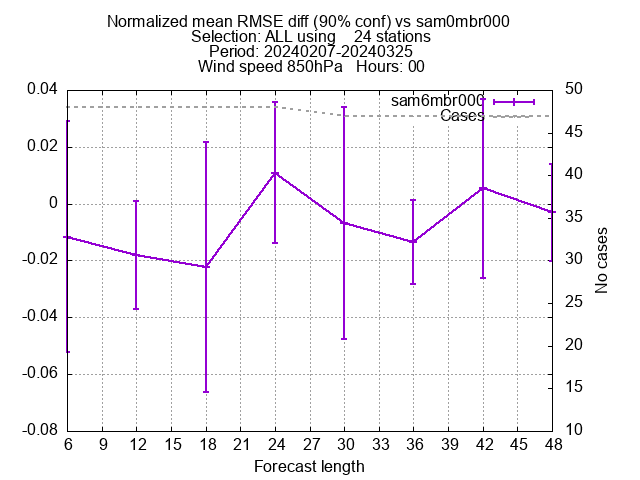 Normalized mean RMSE diff (90% conf) vs sam0mbr000
Selection: ALL using    24 stations
Period: 20240207-20240325
Wind speed 850hPa   Hours: 00
sam6mbr000
Cases
0.04
0.02
0
-0.02
-0.04
-0.06
-0.08
50
45
40
35
30
25
20
15
10
No cases
6 9 12 15 18 21 24 27 30 33 36 39 42 45 48
Forecast length